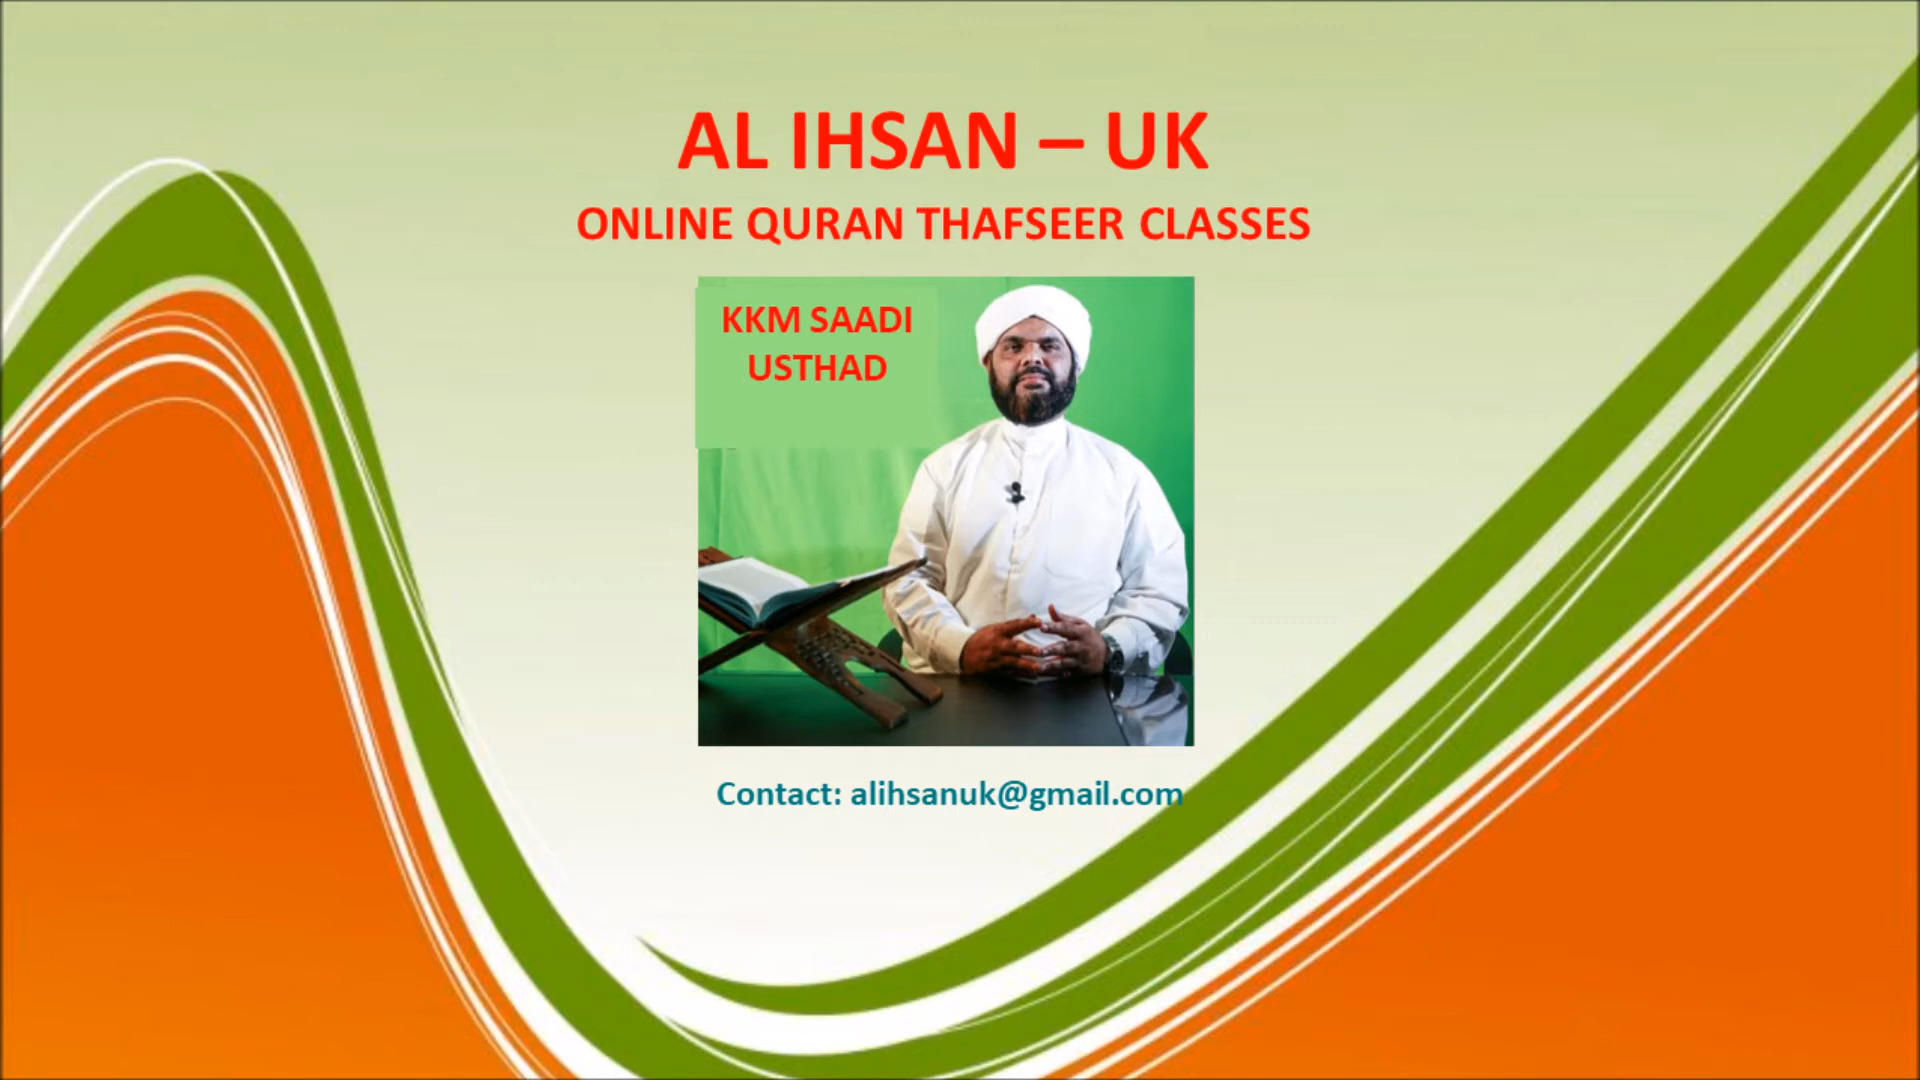 AL IHSAN – UK
ONLINE QURAN THAFSEER CLASSES
KKM SAADI
USTHAD
Contact: alihsanuk@gmail.com